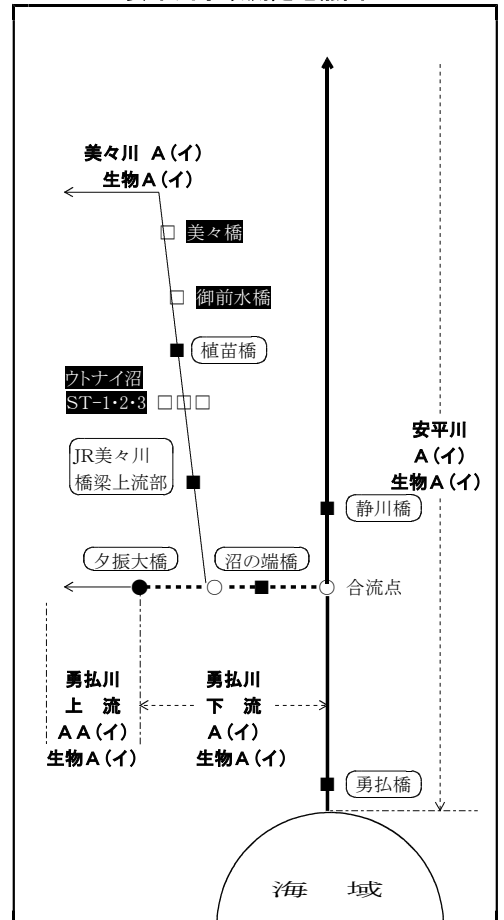 美々川 A(イ)
生物A(イ)
□ 美々橋
□ 御前水橋
■ 植苗橋
ウトナイ沼
ST-1・2・3 □□□
JR美々川
橋梁上流部
■
安平川
A(イ)
生物A(イ)
■ 静川橋
夕振大橋
沼の端橋
合流点
勇払川
上 流
AA(イ)
生物A(イ)
勇払川
下 流
A(イ)
生物A(イ)
■ 勇払橋
海 域